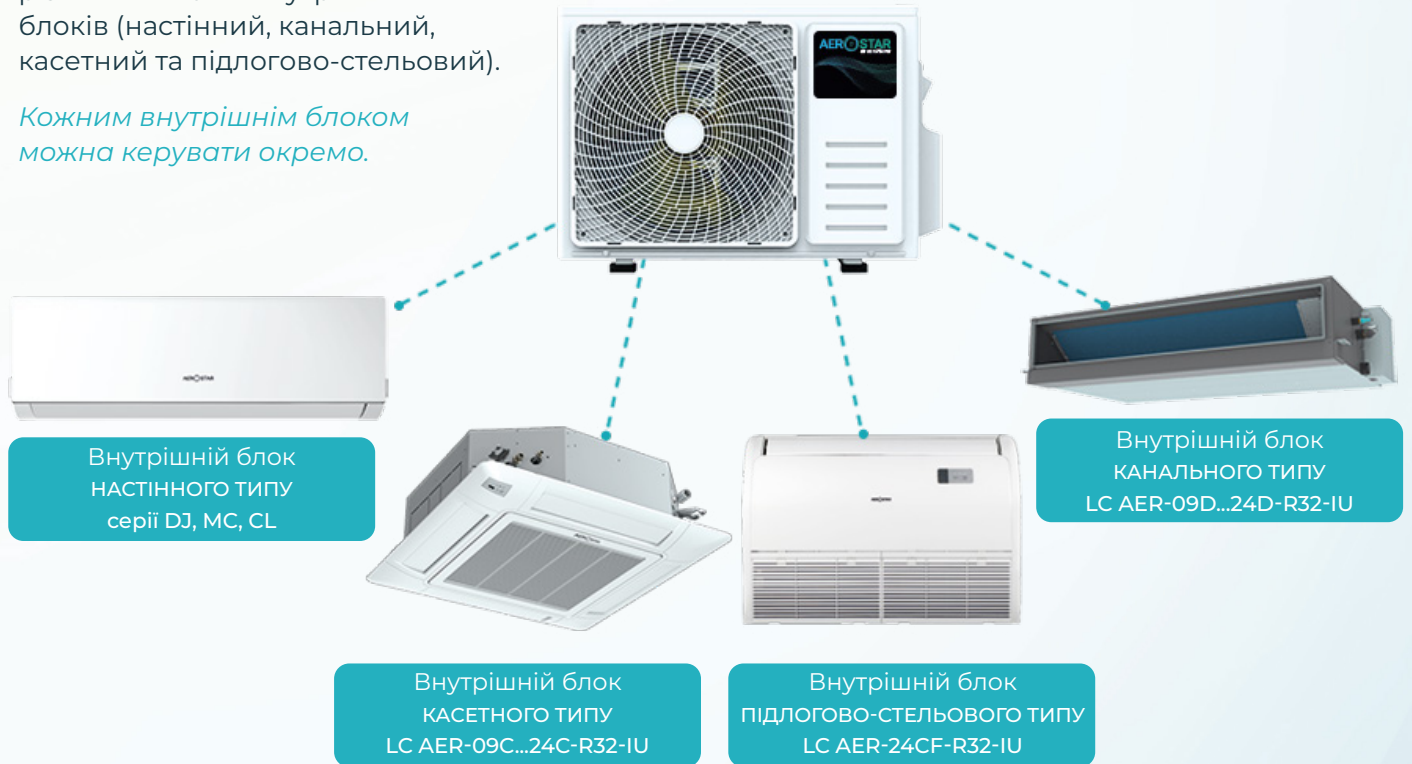 блоків (настінний, канальний,
касетний та підлогово-стельовий).
Кожним внутрішнім блоком
можна керувати окремо.
AEROSTAR
AEROSTAR
Внутрішній блок
НАСТІННОГО ТИПУ
серії DJ, MC, CL
Внутрішній блок
КАНАЛЬНОГО ТИПУ
LC AER-09D...24D-R32-IU
Внутрішній блок
КАСЕТНОГО ТИПУ
LC AER-09C...24C-R32-IU
Внутрішній блок
ПІДЛОГОВО-СТЕЛЬОВОГО ТИПУ
LC AER-24CF-R32-IU